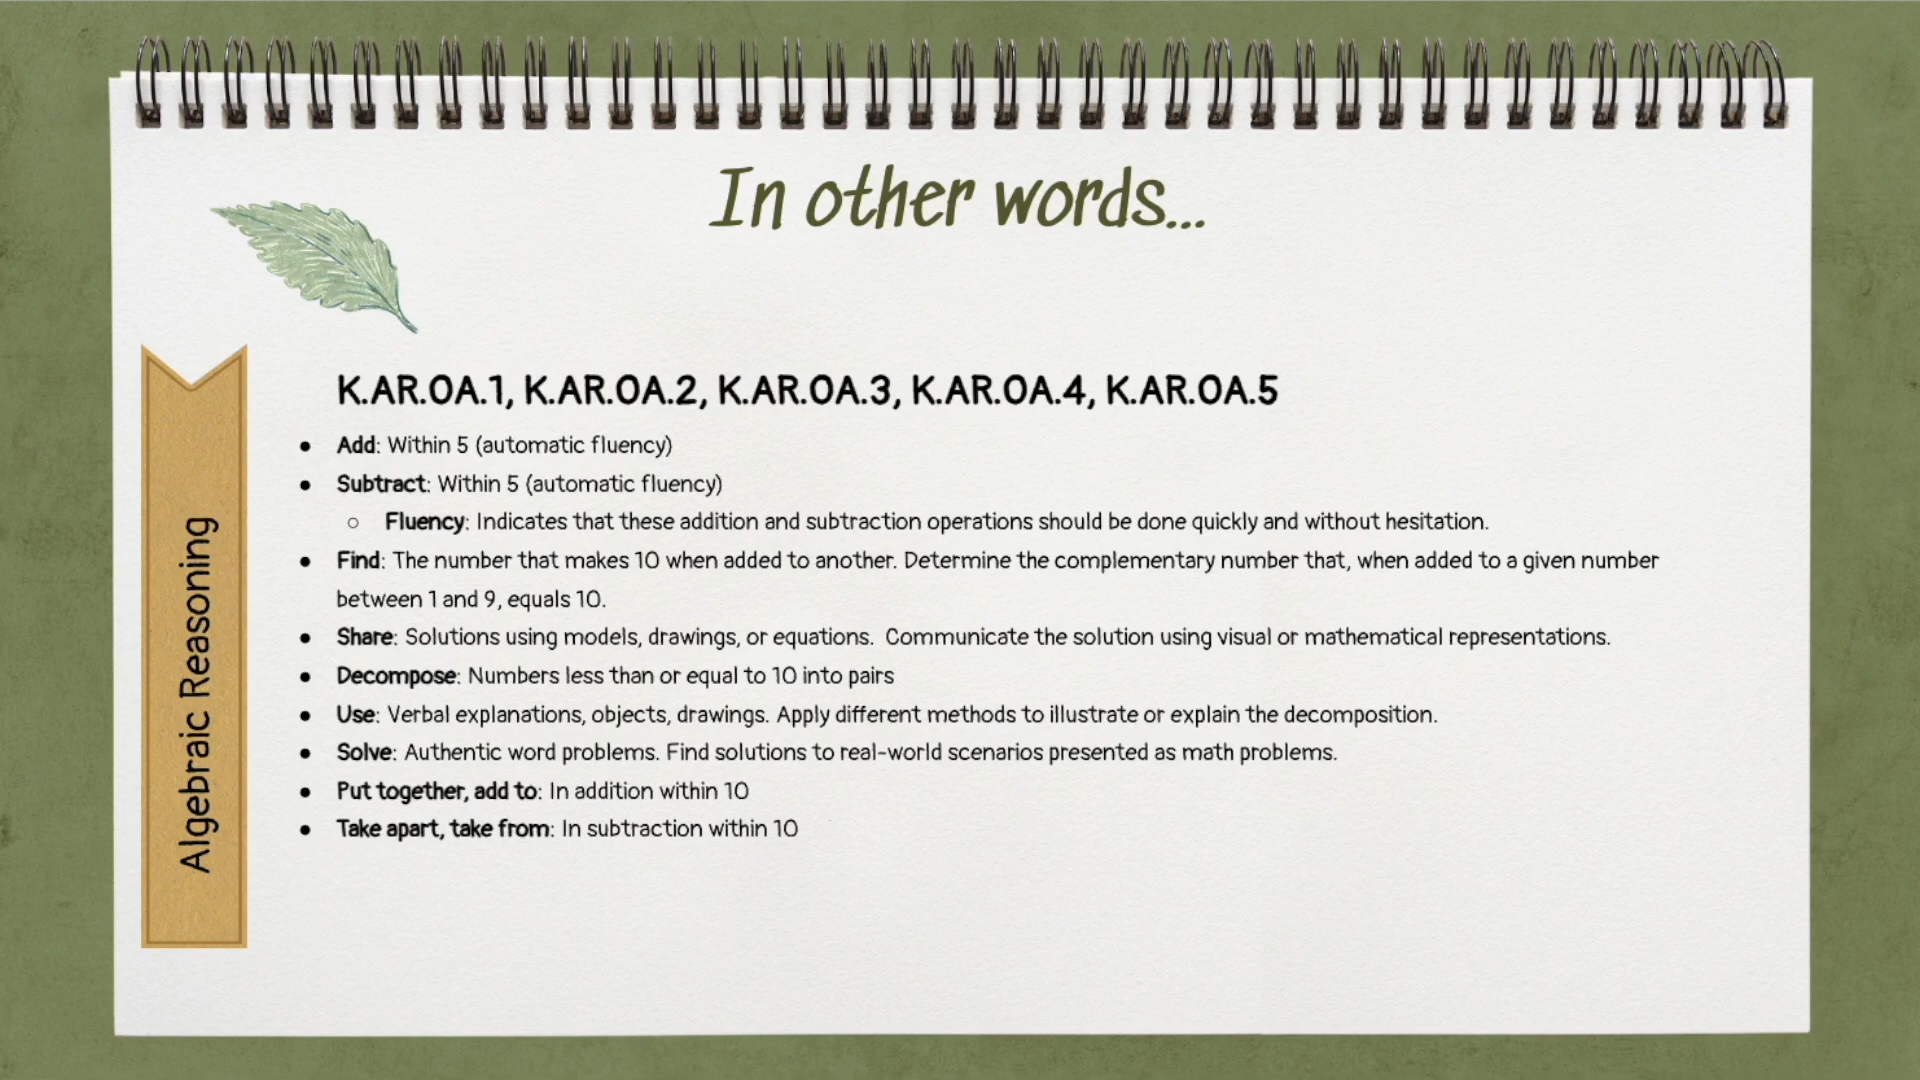 In other words...
Algebraic Reasoning
K.AR.OA.1, K.AR.OA.2, K.AR.OA.3, K.AR.OA.4, K.AR.OA.5
● Add: Within 5 (automatic fluency)
● Subtract: Within 5 (automatic fluency)
○ Fluency: Indicates that these addition and subtraction operations should be done quickly and without hesitation.
● Find: The number that makes 10 when added to another. Determine the complementary number that, when added to a given number
between 1 and 9, equals 10.
● Share: Solutions using models, drawings, or equations.  Communicate the solution using visual or mathematical representations.
● Decompose: Numbers less than or equal to 10 into pairs
● Use: Verbal explanations, objects, drawings. Apply different methods to illustrate or explain the decomposition.
● Solve: Authentic word problems. Find solutions to real-world scenarios presented as math problems.
● Put together, add to: In addition within 10
● Take apart, take from: In subtraction within 10